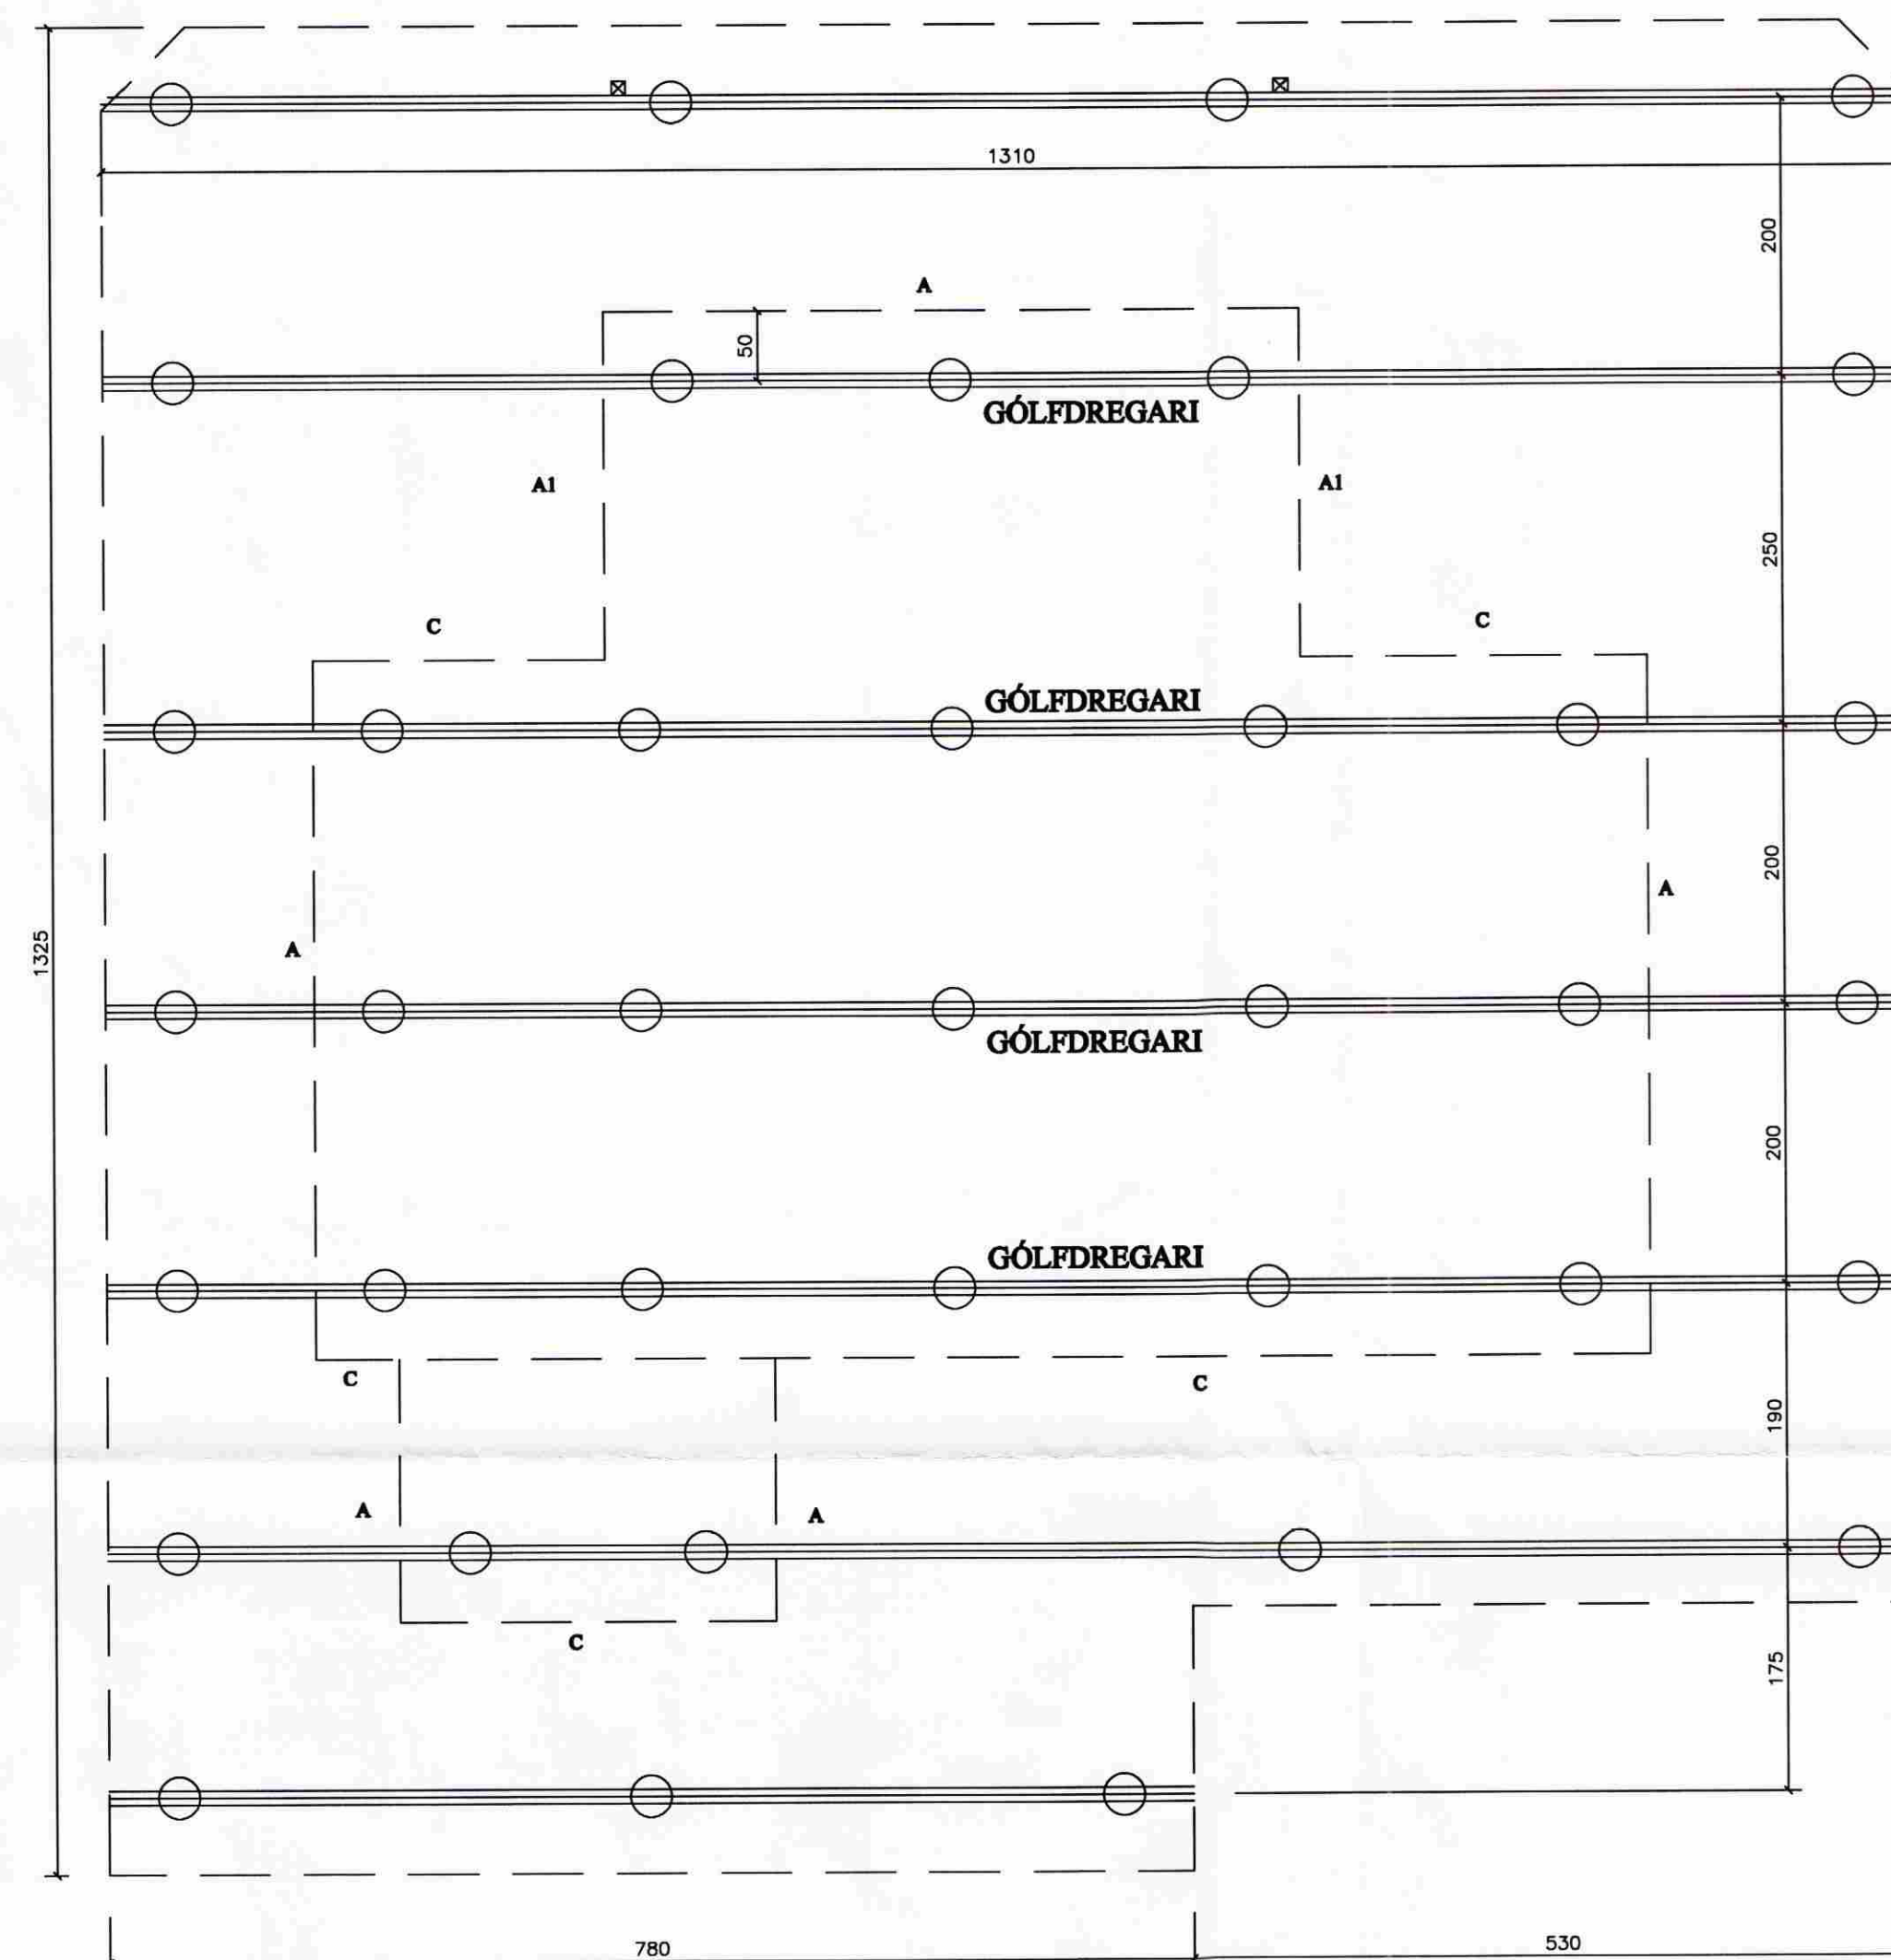 1310
200
A
50
GÓLFDREGARI
A1
A1
250
C
C
GÓLFDREGARI
200
A
A
1325
GÓLFDREGARI
200
GÓLFDREGARI
C
C
190
A
A
C
175
780
530